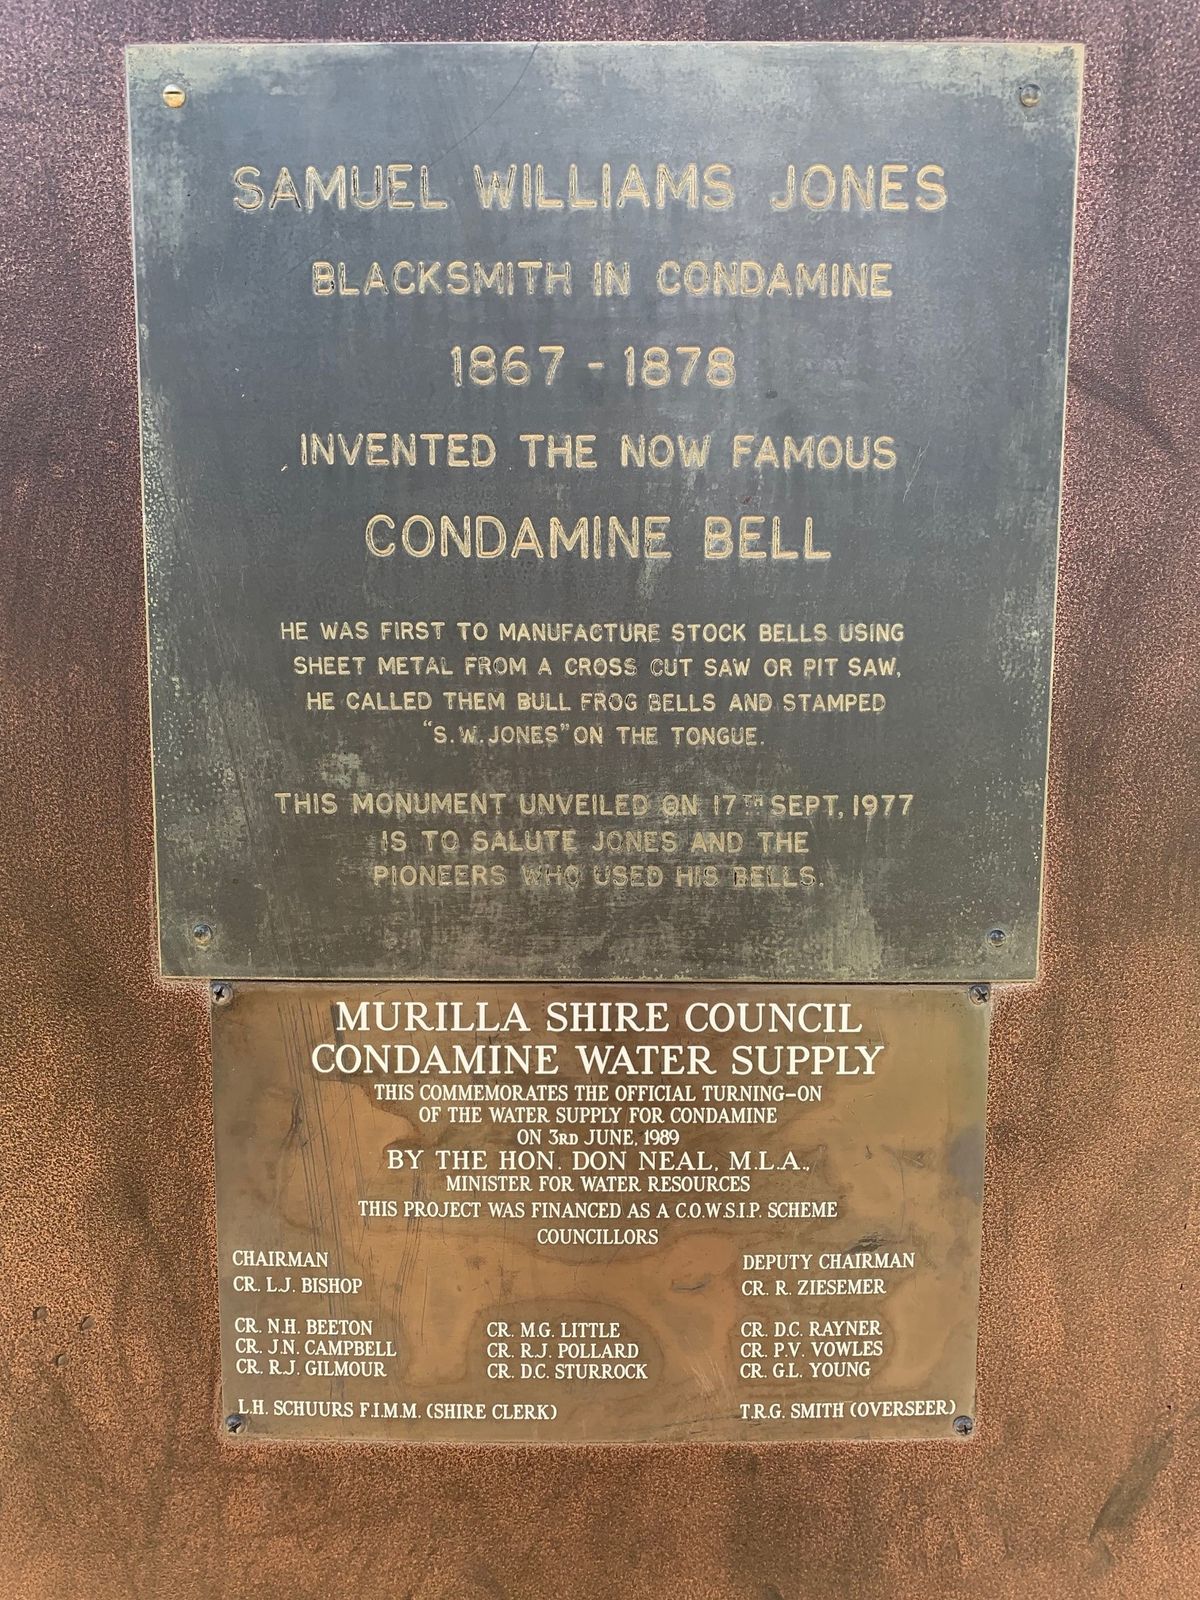 SAMUEL WILLIAMS JONES
BLACKSMITH IN CONDAMINE
1867 - 1878
INVENTED THE NOW FAMOUS
CONDAMINE BELL
HE WAS FIRST TO MANUFACTURE STOCK BELLS USING
SHEET METAL FROM A CROSS CUT SAW OR PIT SAW,
HE CALLED THEM BULL FROG BELLS AND STAMPED
"S.W.JONES" ON THE TONGUE.
THIS MONUMENT UNVEILED ON 17TH SEPT, 1977
IS TO SALUTE JONES AND THE
PIONEERS WHO USED HIS BELLS.
MURILLA SHIRE COUNCIL
CONDAMINE WATER SUPPLY
THIS COMMEMORATES THE OFFICIAL TURNING-ON
OF THE WATER SUPPLY FOR CONDAMINE
ON 3RD JUNE, 1989
BY THE HON. DON NEAL, M.L.A.,
MINISTER FOR WATER RESOURCES
THIS PROJECT WAS FINANCED AS A C.O.W.S.I.P. SCHEME
COUNCILLORS
CHAIRMAN DEPUTY CHAIRMAN
CR. L.J. BISHOP CR. R. ZIESEMER
CR. N.H. BEETON CR. M.G. LITTLE CR. D.C. RAYNER
CR. J.N. CAMPBELL CR. R.J. POLLARD CR. P.V. VOWLES
CR. R.J. GILMOUR CR. D.C. STURROCK CR. G.L. YOUNG
L.H. SCHUURS F.I.M.M. (SHIRE CLERK) T.R.G. SMITH (OVERSEER)